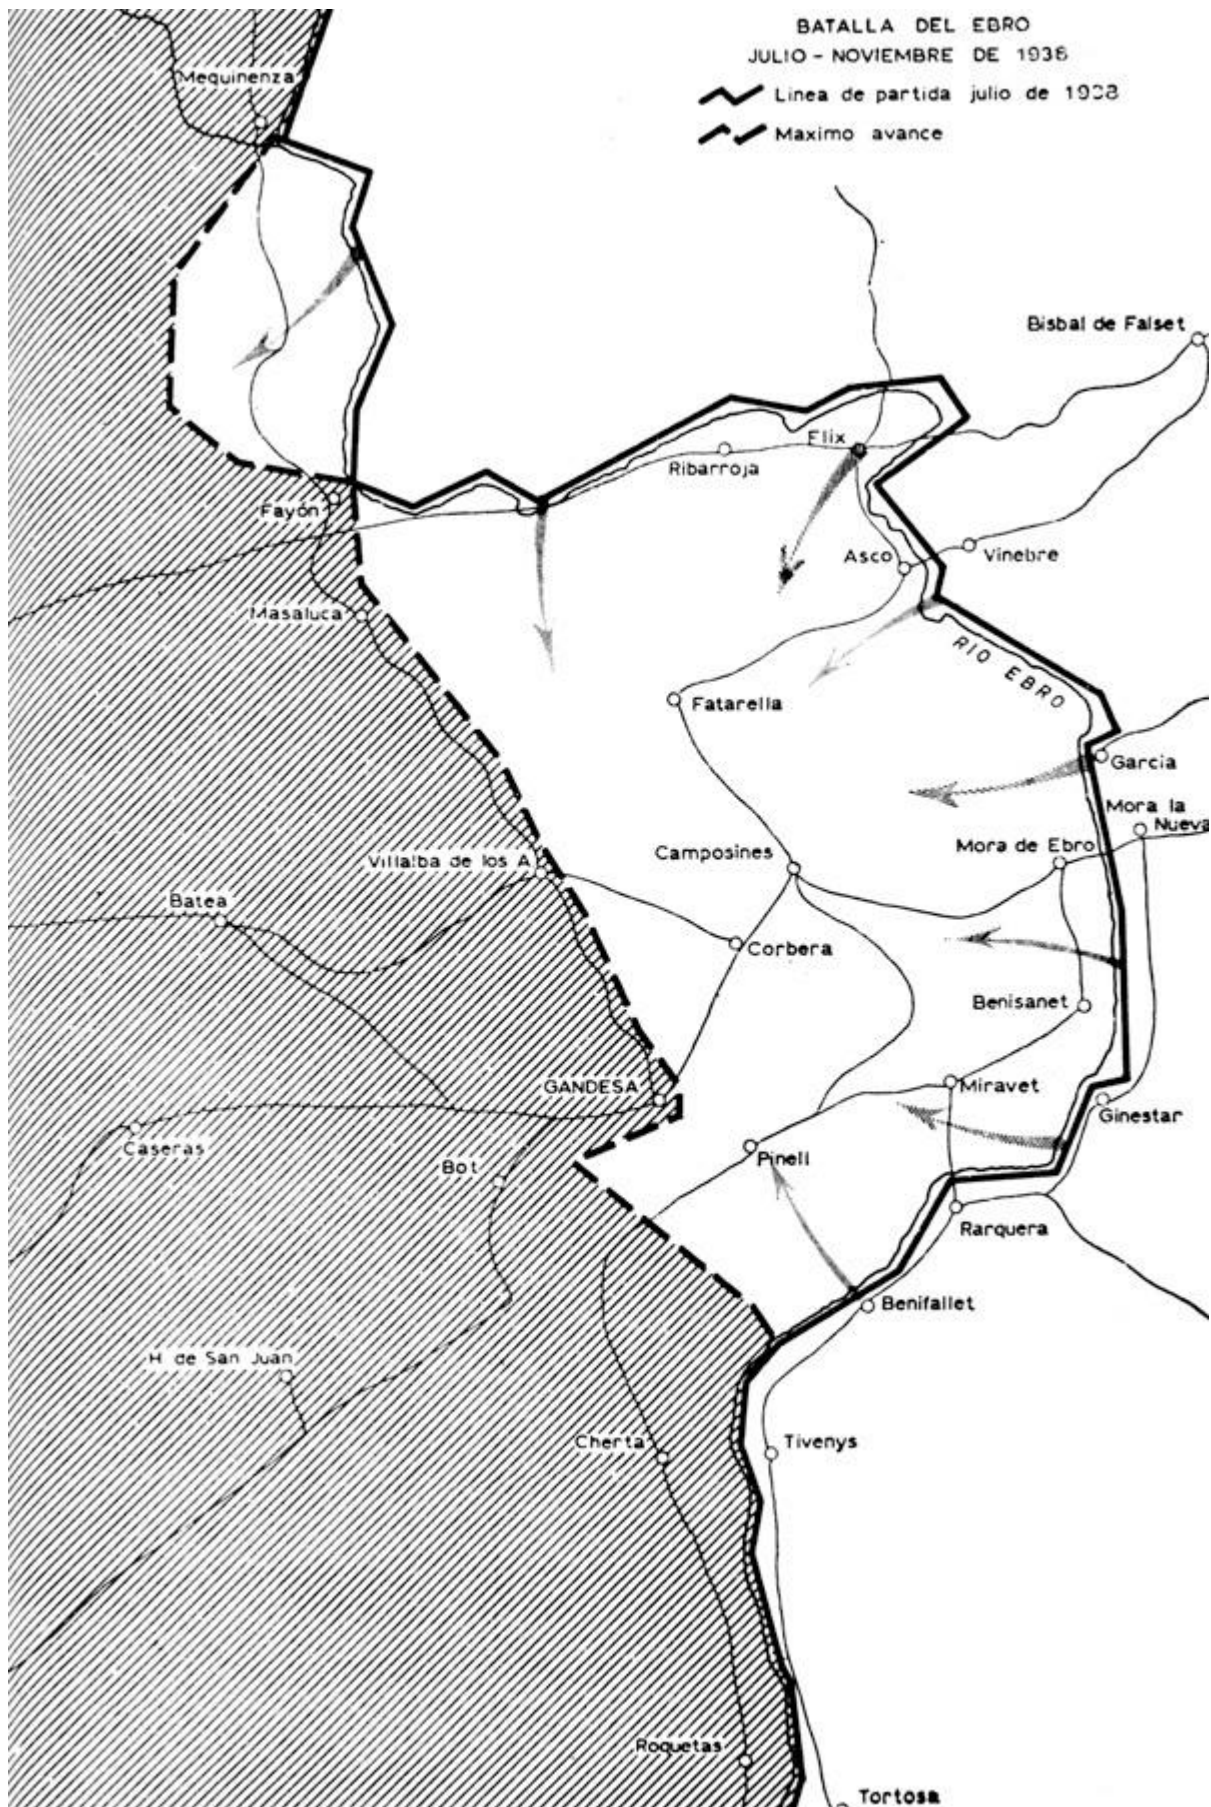 BATALLA DEL EBRO
JULIO - NOVIEMBRE DE 1938
Linea de partida julio de 1938
Maximo avance
Mequinenza
Bisbal de Falset
Flix
Ribarroja
Fayón
Asco
Vinebre
Masaluca
RIO EBRO
Fatarella
Garcia
Mora la
Nueva
Mora de Ebro
Camposines
Villalba de los A
Batea
Corbera
Benisanet
GANDESA
Miravet
Ginestar
Caseras
Pinell
Bot
Rarquera
Benifallet
H. de San Juan
Cherta
Tivenys
Roquetas
Tortosa